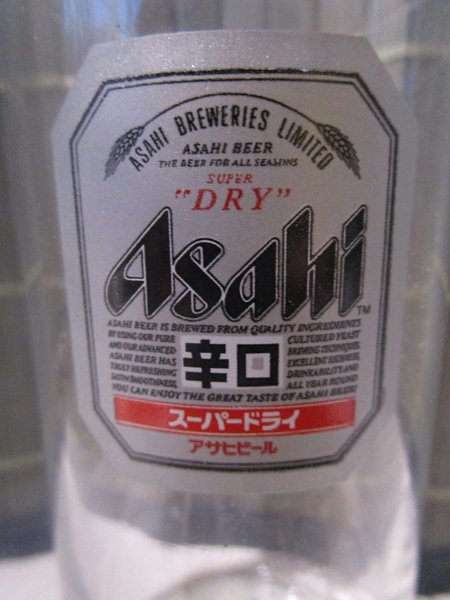 ASAHI BREWERIES LIMITED
ASAHI BEER
THE BEER FOR ALL SEASONS
SUPER
"DRY"
Asahi TM
ASAHI BEER IS BREWED FROM QUALITY INGREDIENTS
BY USING OUR PURE CULTURED YEAST
AND OUR ADVANCED BREWING TECHNIQUES.
ASAHI BEER HAS EXCELLENT RICHNESS,
TRULY REFRESHING DRINKABILITY AND
SATIN SMOOTHNESS, ALL YEAR ROUND
YOU CAN ENJOY THE GREAT TASTE OF ASAHI BEER!
辛口
スーパードライ
アサヒビール